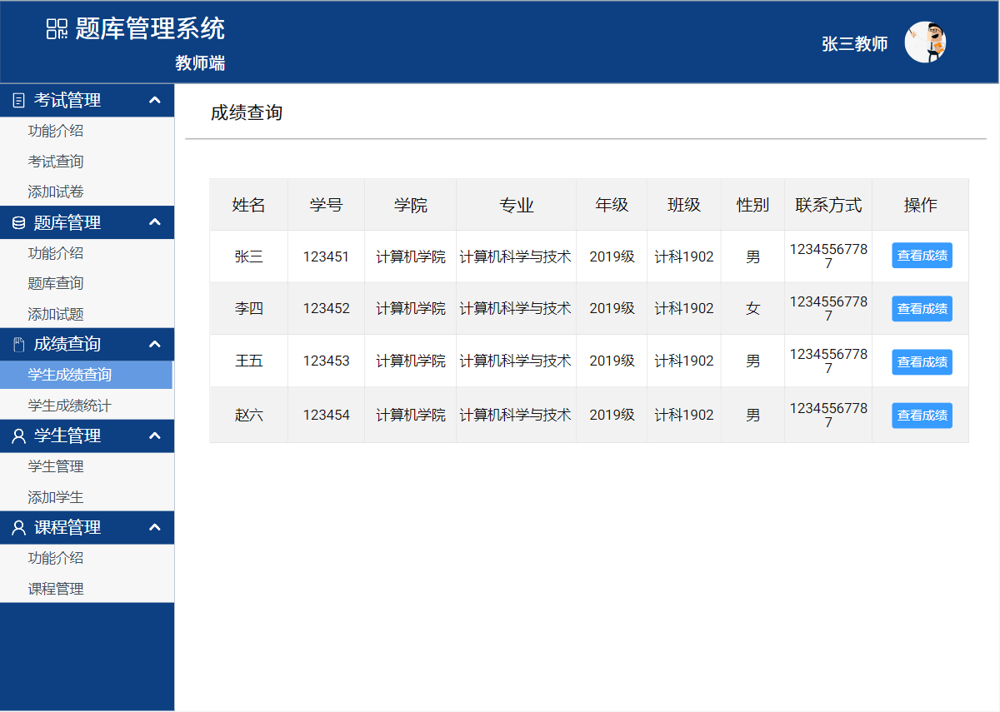 题库管理系统
教师端
张三教师
考试管理
功能介绍
考试查询
添加试卷
题库管理
功能介绍
题库查询
添加试题
成绩查询
学生成绩查询
学生成绩统计
学生管理
学生管理
添加学生
课程管理
功能介绍
课程管理
成绩查询
姓名 学号 学院 专业 年级 班级 性别 联系方式 操作
张三 123451 计算机学院 计算机科学与技术 2019级 计科1902 男 1234556778
7 查看成绩
李四 123452 计算机学院 计算机科学与技术 2019级 计科1902 女 1234556778
7 查看成绩
王五 123453 计算机学院 计算机科学与技术 2019级 计科1902 男 1234556778
7 查看成绩
赵六 123454 计算机学院 计算机科学与技术 2019级 计科1902 男 1234556778
7 查看成绩